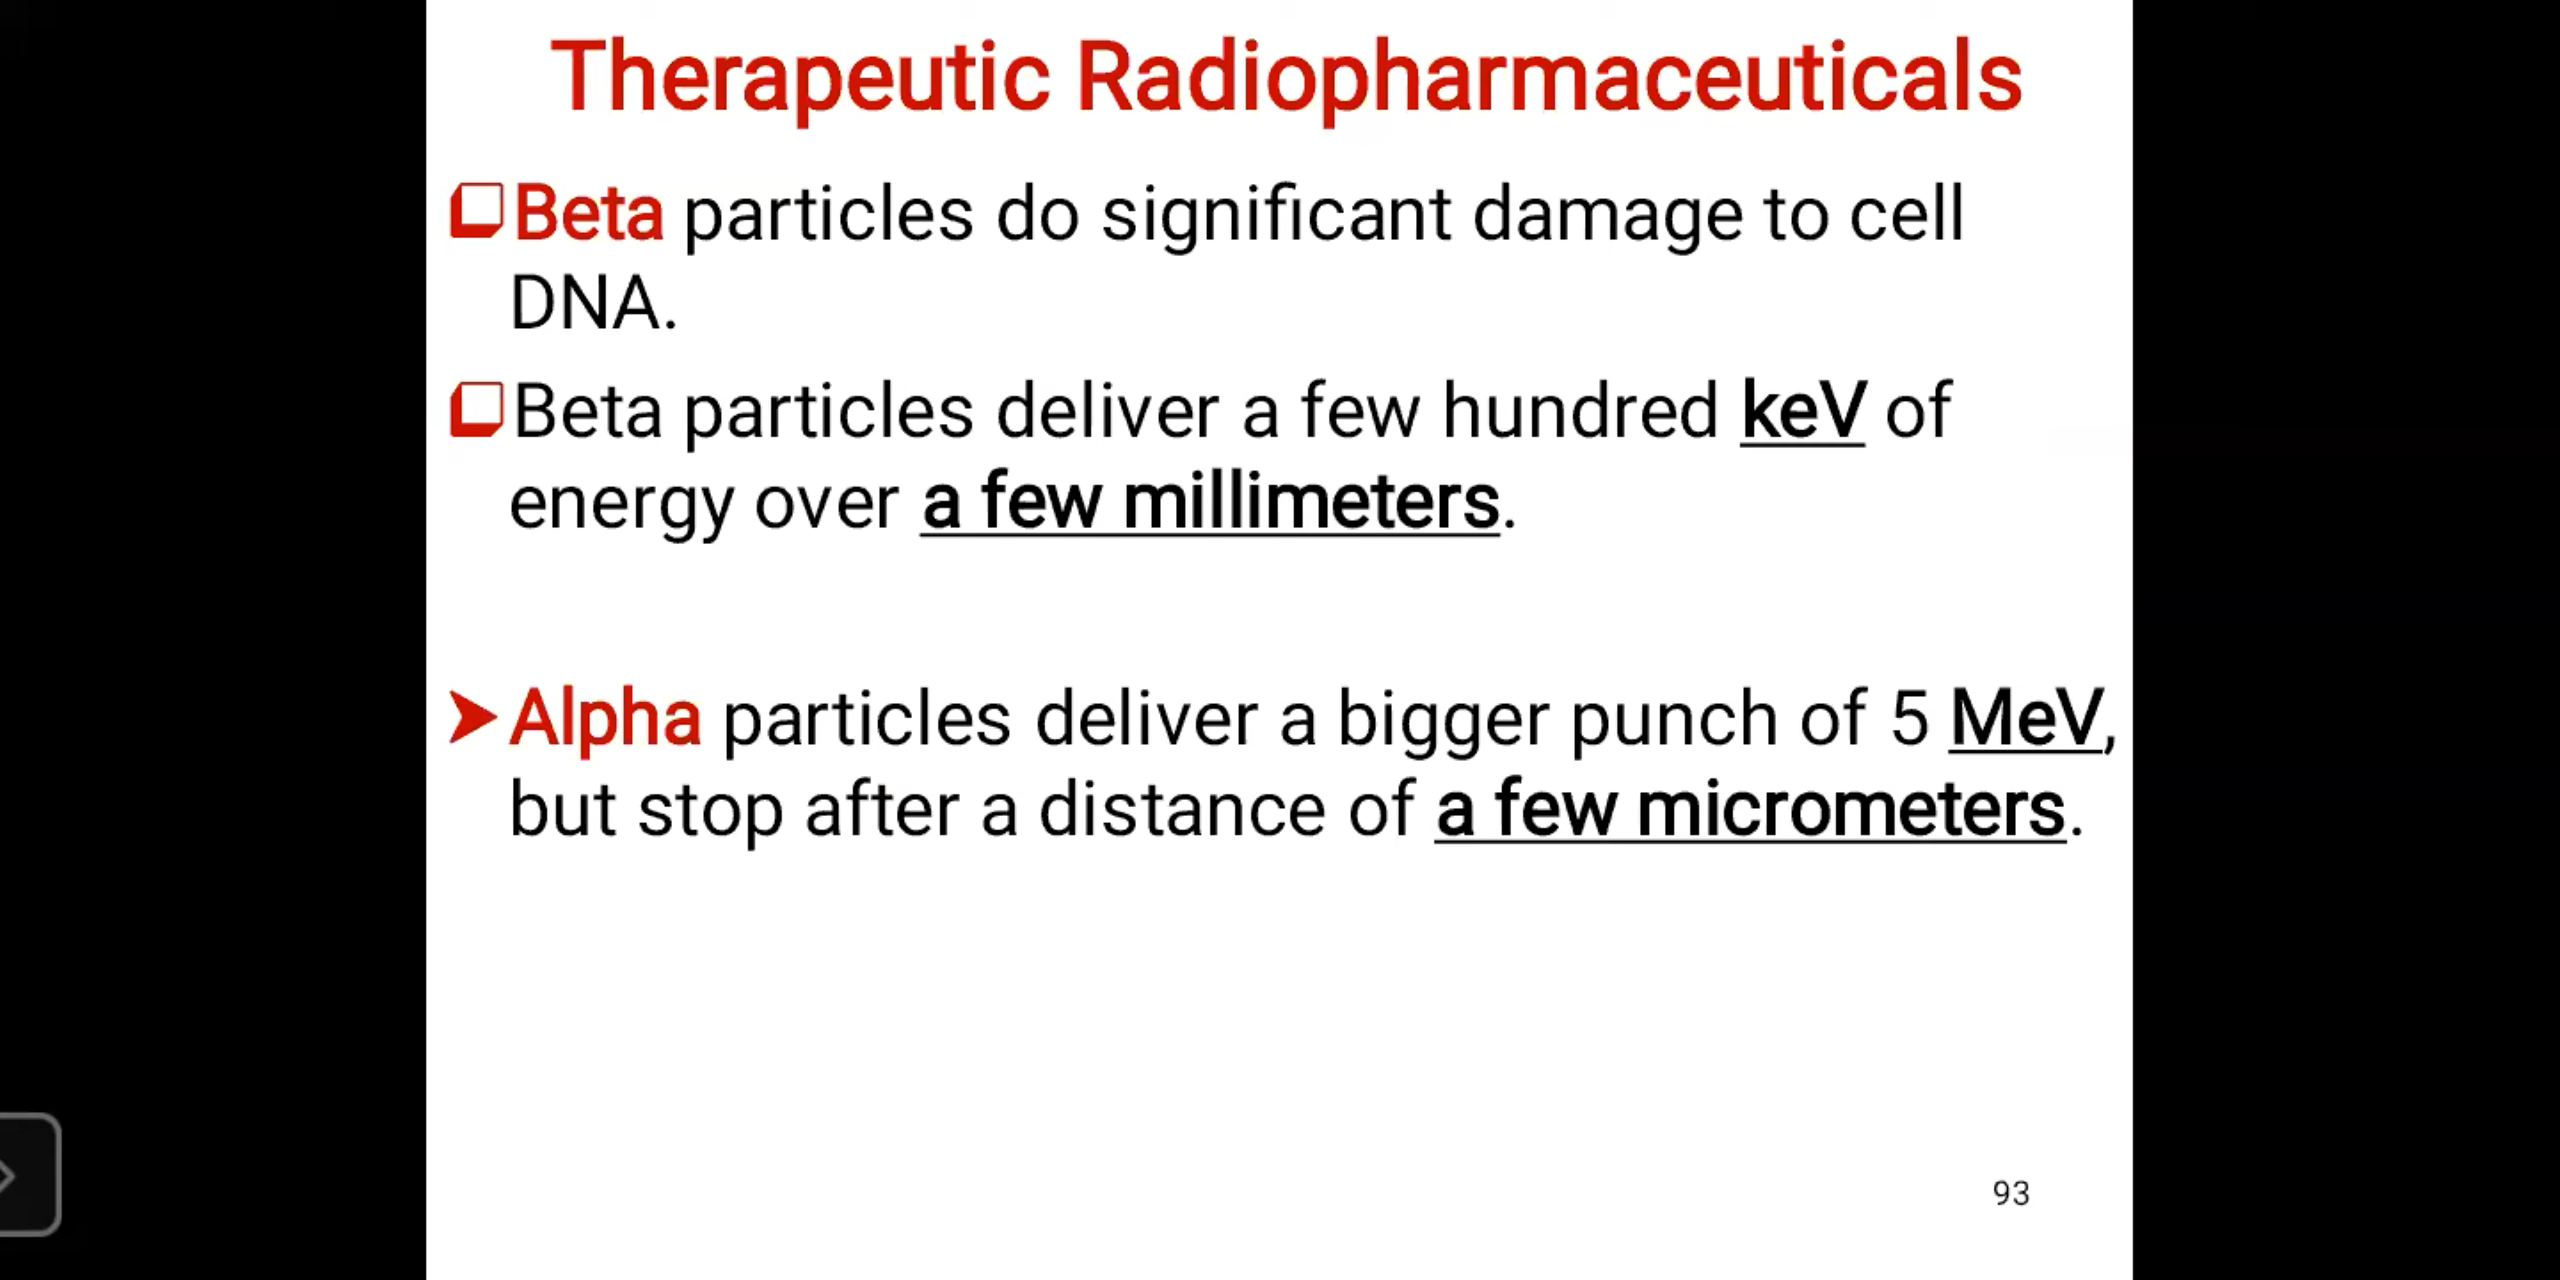 Therapeutic Radiopharmaceuticals
Beta particles do significant damage to cell
DNA.
Beta particles deliver a few hundred keV of
energy over a few millimeters.
Alpha particles deliver a bigger punch of 5 MeV,
but stop after a distance of a few micrometers.
93